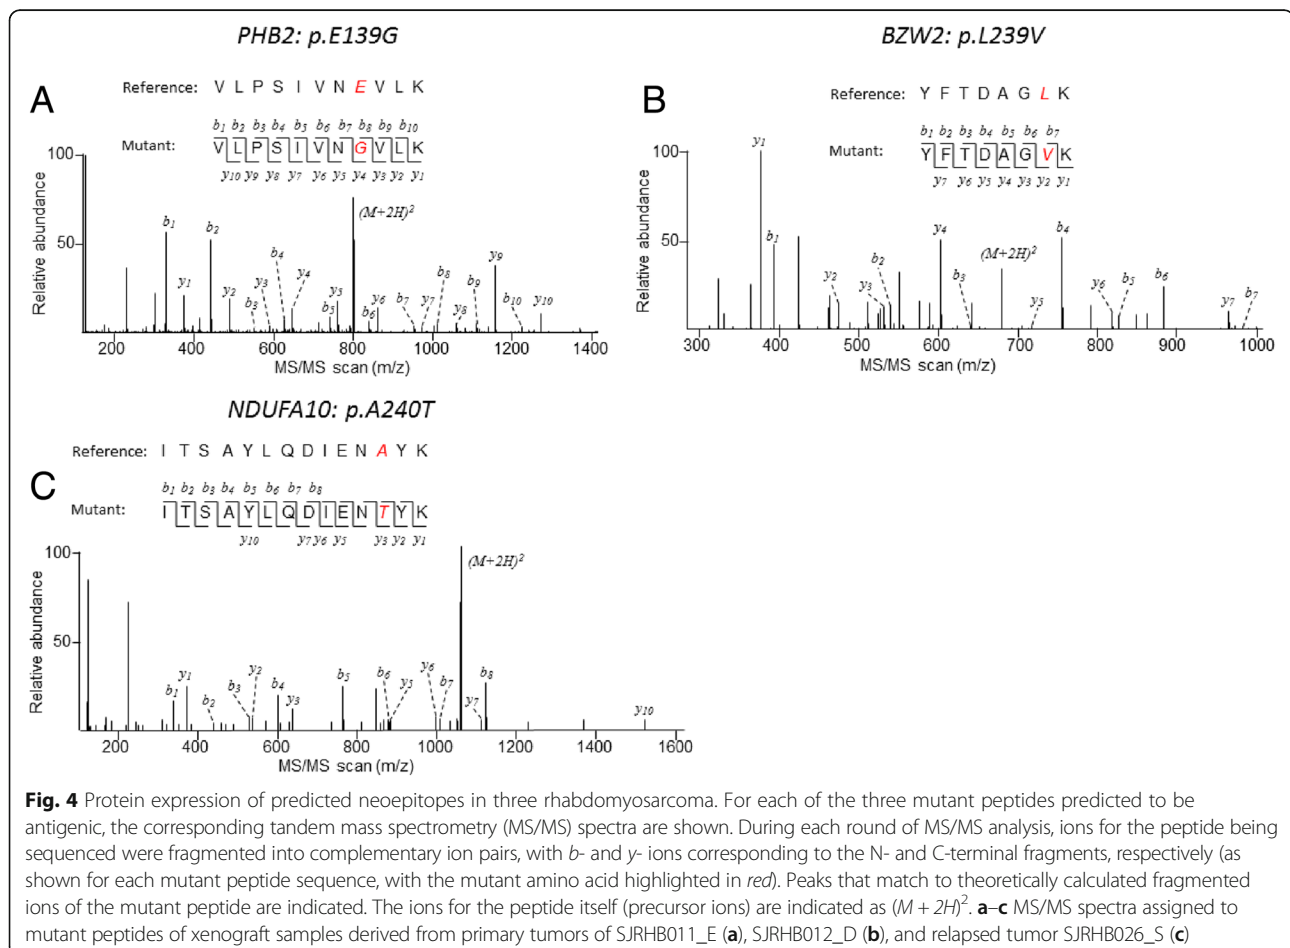 PHB2: p.E139G
A
Reference: V L P S I V N E V L K
b1 b2 b3 b4 b5 b6 b7 b8 b9 b10
Mutant: V L P S I V N G V L K
y10 y9 y8 y7 y6 y5 y4 y3 y2 y1
100
50
Relative abundance
b1
y1
b2
y2
b3
y3
b4
y4
b5
y5
(M+2H)2
b6
y6
b7
y7
b8
y8
b9
y9
b10
y10
200 400 600 800 1000 1200 1400
MS/MS scan (m/z)
BZW2: p.L239V
B
Reference: Y F T D A G L K
b1 b2 b3 b4 b5 b6 b7
Mutant: Y F T D A G V K
y7 y6 y5 y4 y3 y2 y1
100
50
Relative abundance
y1
b1
y2
y3
b2
y4
b3
(M+2H)2
y5
b4
y6
b5
b6
y7
b7
300 400 500 600 700 800 900 1000
MS/MS scan (m/z)
NDUFA10: p.A240T
Reference: I T S A Y L Q D I E N A Y K
C
b1 b2 b3 b4 b5 b6 b7 b8
Mutant: I T S A Y L Q D I E N T Y K
y10 y7 y6 y5 y3 y2 y1
100
50
Relative abundance
b1
y1
b2
b3
y2
b4
y3
b5
b6
y5
y6
b7
(M+2H)2
y7
b8
y10
200 400 600 800 1000 1200 1400 1600
MS/MS scan (m/z)
Fig. 4 Protein expression of predicted neoepitopes in three rhabdomyosarcoma. For each of the three mutant peptides predicted to be
antigenic, the corresponding tandem mass spectrometry (MS/MS) spectra are shown. During each round of MS/MS analysis, ions for the peptide being
sequenced were fragmented into complementary ion pairs, with b- and y- ions corresponding to the N- and C-terminal fragments, respectively (as
shown for each mutant peptide sequence, with the mutant amino acid highlighted in red). Peaks that match to theoretically calculated fragmented
ions of the mutant peptide are indicated. The ions for the peptide itself (precursor ions) are indicated as (M + 2H)2. a–c MS/MS spectra assigned to
mutant peptides of xenograft samples derived from primary tumors of SJRHB011_E (a), SJRHB012_D (b), and relapsed tumor SJRHB026_S (c)